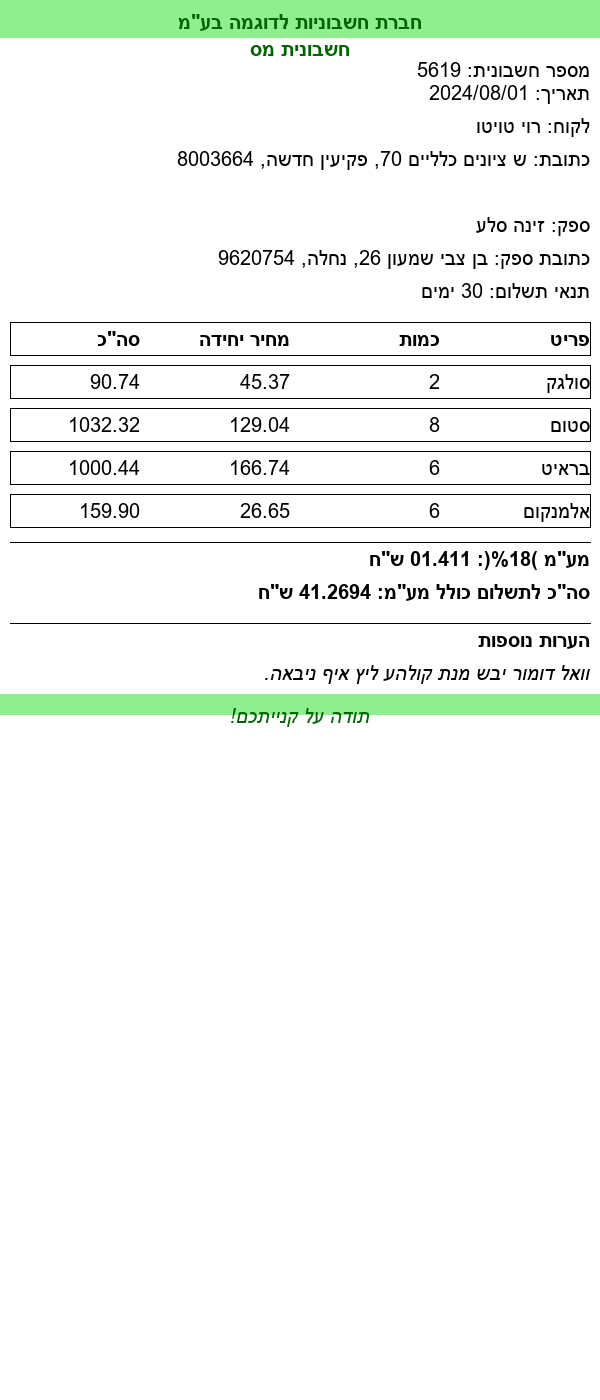 חברת חשבוניות לדוגמה בע"מ
חשבונית מס
מספר חשבונית: 5619
תאריך: 2024/08/01
לקוח: רוי טויטו
כתובת: ש ציונים כלליים 70, פקיעין חדשה, 8003664
ספק: זינה סלע
כתובת ספק: בן צבי שמעון 26, נחלה, 9620754
תנאי תשלום: 30 ימים
פריט כמות מחיר יחידה סה"כ
סולגק 2 45.37 90.74
סטום 8 129.04 1032.32
בראיט 6 166.74 1000.44
אלמנקום 6 26.65 159.90
מע"מ )18%(: 01.411 ש"ח
סה"כ לתשלום כולל מע"מ: 41.2694 ש"ח
הערות נוספות
וואל דומור יבש מנת קולהע ליץ איף ניבאה.
תודה על קנייתכם!